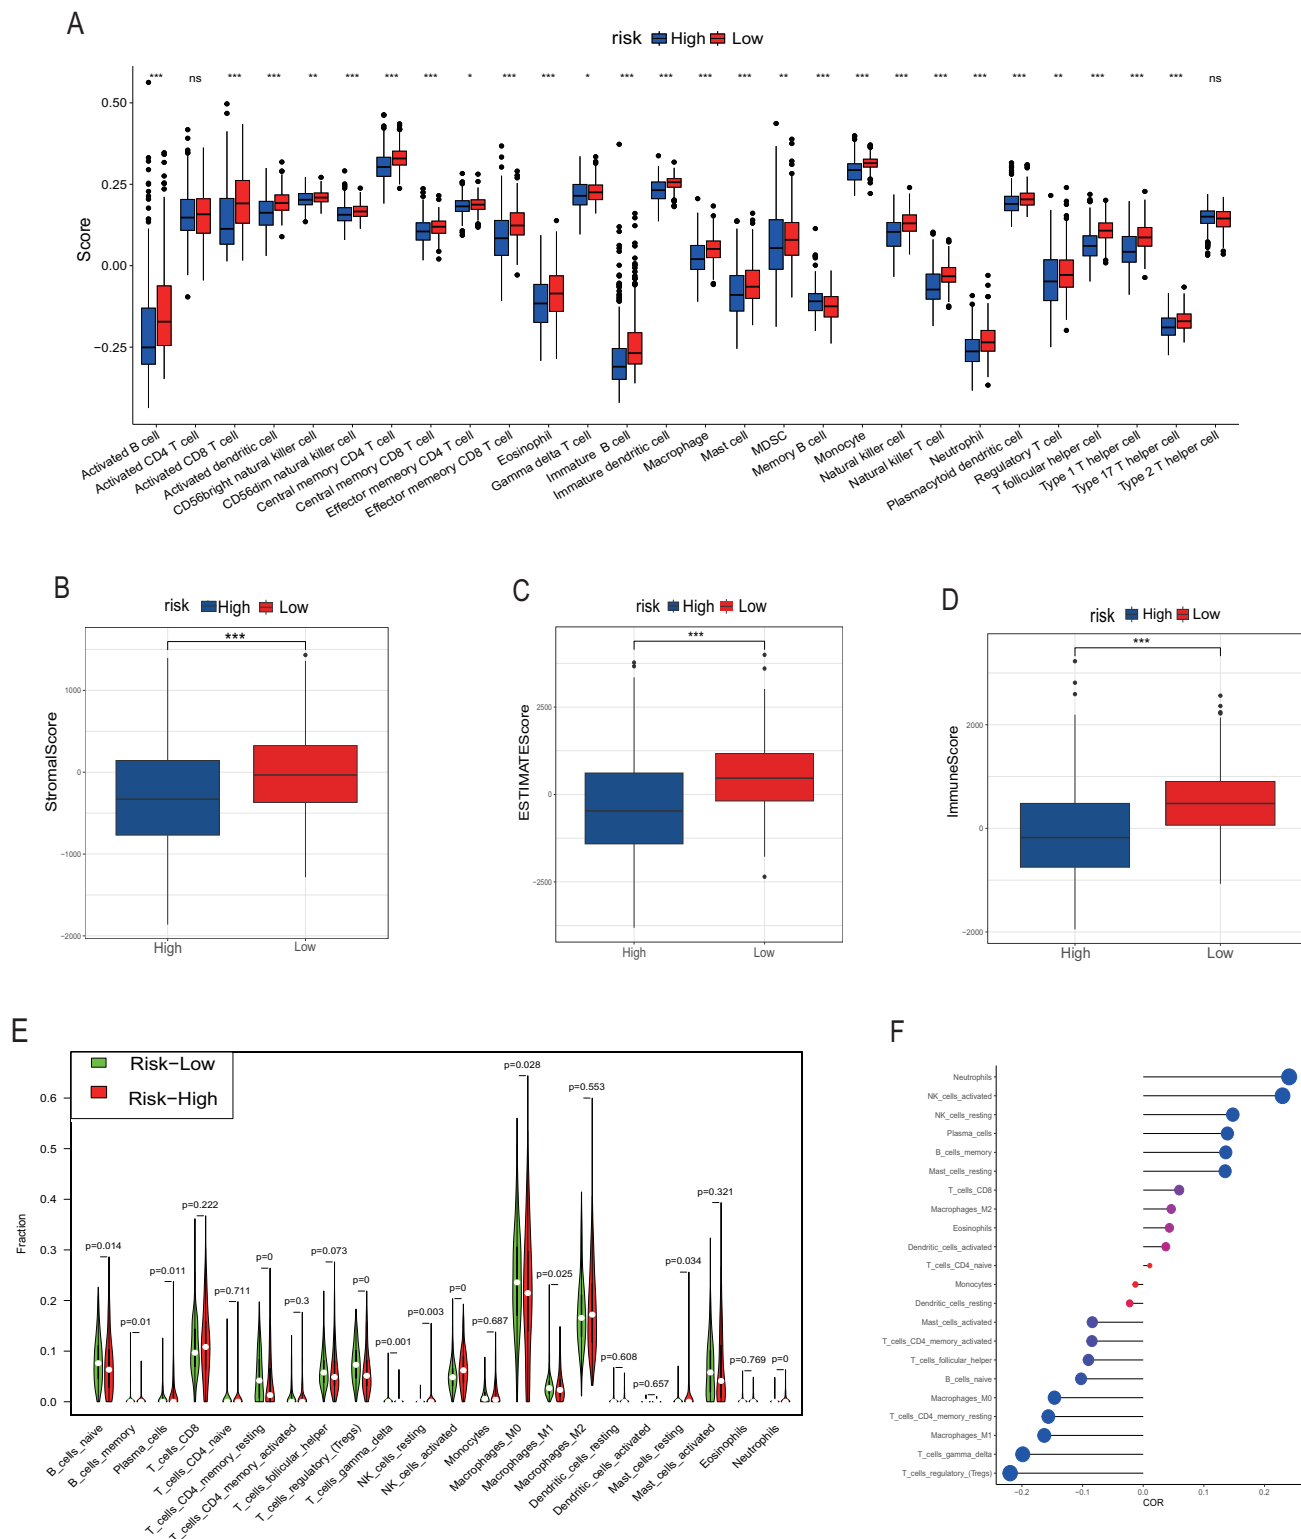 A
risk High Low
*** ns *** *** ** *** *** *** * *** *** * *** *** *** *** ** *** *** *** *** *** *** ** *** *** *** ns
Score
0.50
0.25
0.00
−0.25
Activated B cell
Activated CD4 T cell
Activated CD8 T cell
Activated dendritic cell
CD56bright natural killer cell
CD56dim natural killer cell
Central memory CD4 T cell
Central memory CD8 T cell
Effector memory CD4 T cell
Effector memory CD8 T cell
Eosinophil
Gamma delta T cell
Immature B cell
Immature dendritic cell
Macrophage
Mast cell
MDSC
Memory B cell
Monocyte
Natural killer cell
Natural killer T cell
Neutrophil
Plasmacytoid dendritic cell
Regulatory T cell
T follicular helper cell
Type 1 T helper cell
Type 17 T helper cell
Type 2 T helper cell
B
risk High Low
***
StromalScore
1000
0
−1000
−2000
High Low
C
risk High Low
***
ESTIMATEScore
2500
0
−2500
High Low
D
risk High Low
***
ImmuneScore
2000
0
−2000
High Low
E
Risk−Low
Risk−High
Fraction
0.6
0.5
0.4
0.3
0.2
0.1
0.0
p=0.014
p=0.01
p=0.011
p=0.222
p=0.711
p=0
p=0.3
p=0.073
p=0
p=0.001
p=0.003
p=0
p=0.687
p=0.028
p=0.025
p=0.553
p=0.608
p=0.657
p=0.034
p=0.321
p=0.769
p=0
B_cells_naive
B_cells_memory
Plasma_cells
T_cells_CD8
T_cells_CD4_naive
T_cells_CD4_memory_resting
T_cells_CD4_memory_activated
T_cells_follicular_helper
T_cells_regulatory_(Tregs)
T_cells_gamma_delta
NK_cells_resting
NK_cells_activated
Monocytes
Macrophages_M0
Macrophages_M1
Macrophages_M2
Dendritic_cells_resting
Dendritic_cells_activated
Mast_cells_resting
Mast_cells_activated
Eosinophils
Neutrophils
F
Neutrophils
NK_cells_activated
NK_cells_resting
Plasma_cells
B_cells_memory
Mast_cells_resting
T_cells_CD8
Macrophages_M2
Eosinophils
Dendritic_cells_activated
T_cells_CD4_naive
Monocytes
Dendritic_cells_resting
Mast_cells_activated
T_cells_CD4_memory_activated
T_cells_follicular_helper
B_cells_naive
Macrophages_M0
T_cells_CD4_memory_resting
Macrophages_M1
T_cells_gamma_delta
T_cells_regulatory_(Tregs)
−0.2 −0.1 0.0 0.1 0.2
COR